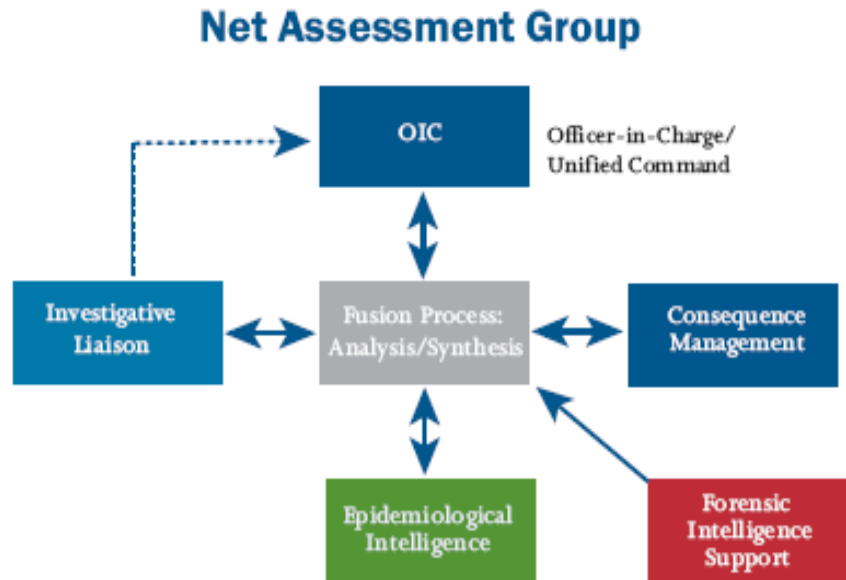 Net Assessment Group
OIC
Officer-in-Charge/
Unified Command
Investigative
Liaison
Fusion Process:
Analysis/Synthesis
Consequence
Management
Epidemiological
Intelligence
Forensic
Intelligence
Support